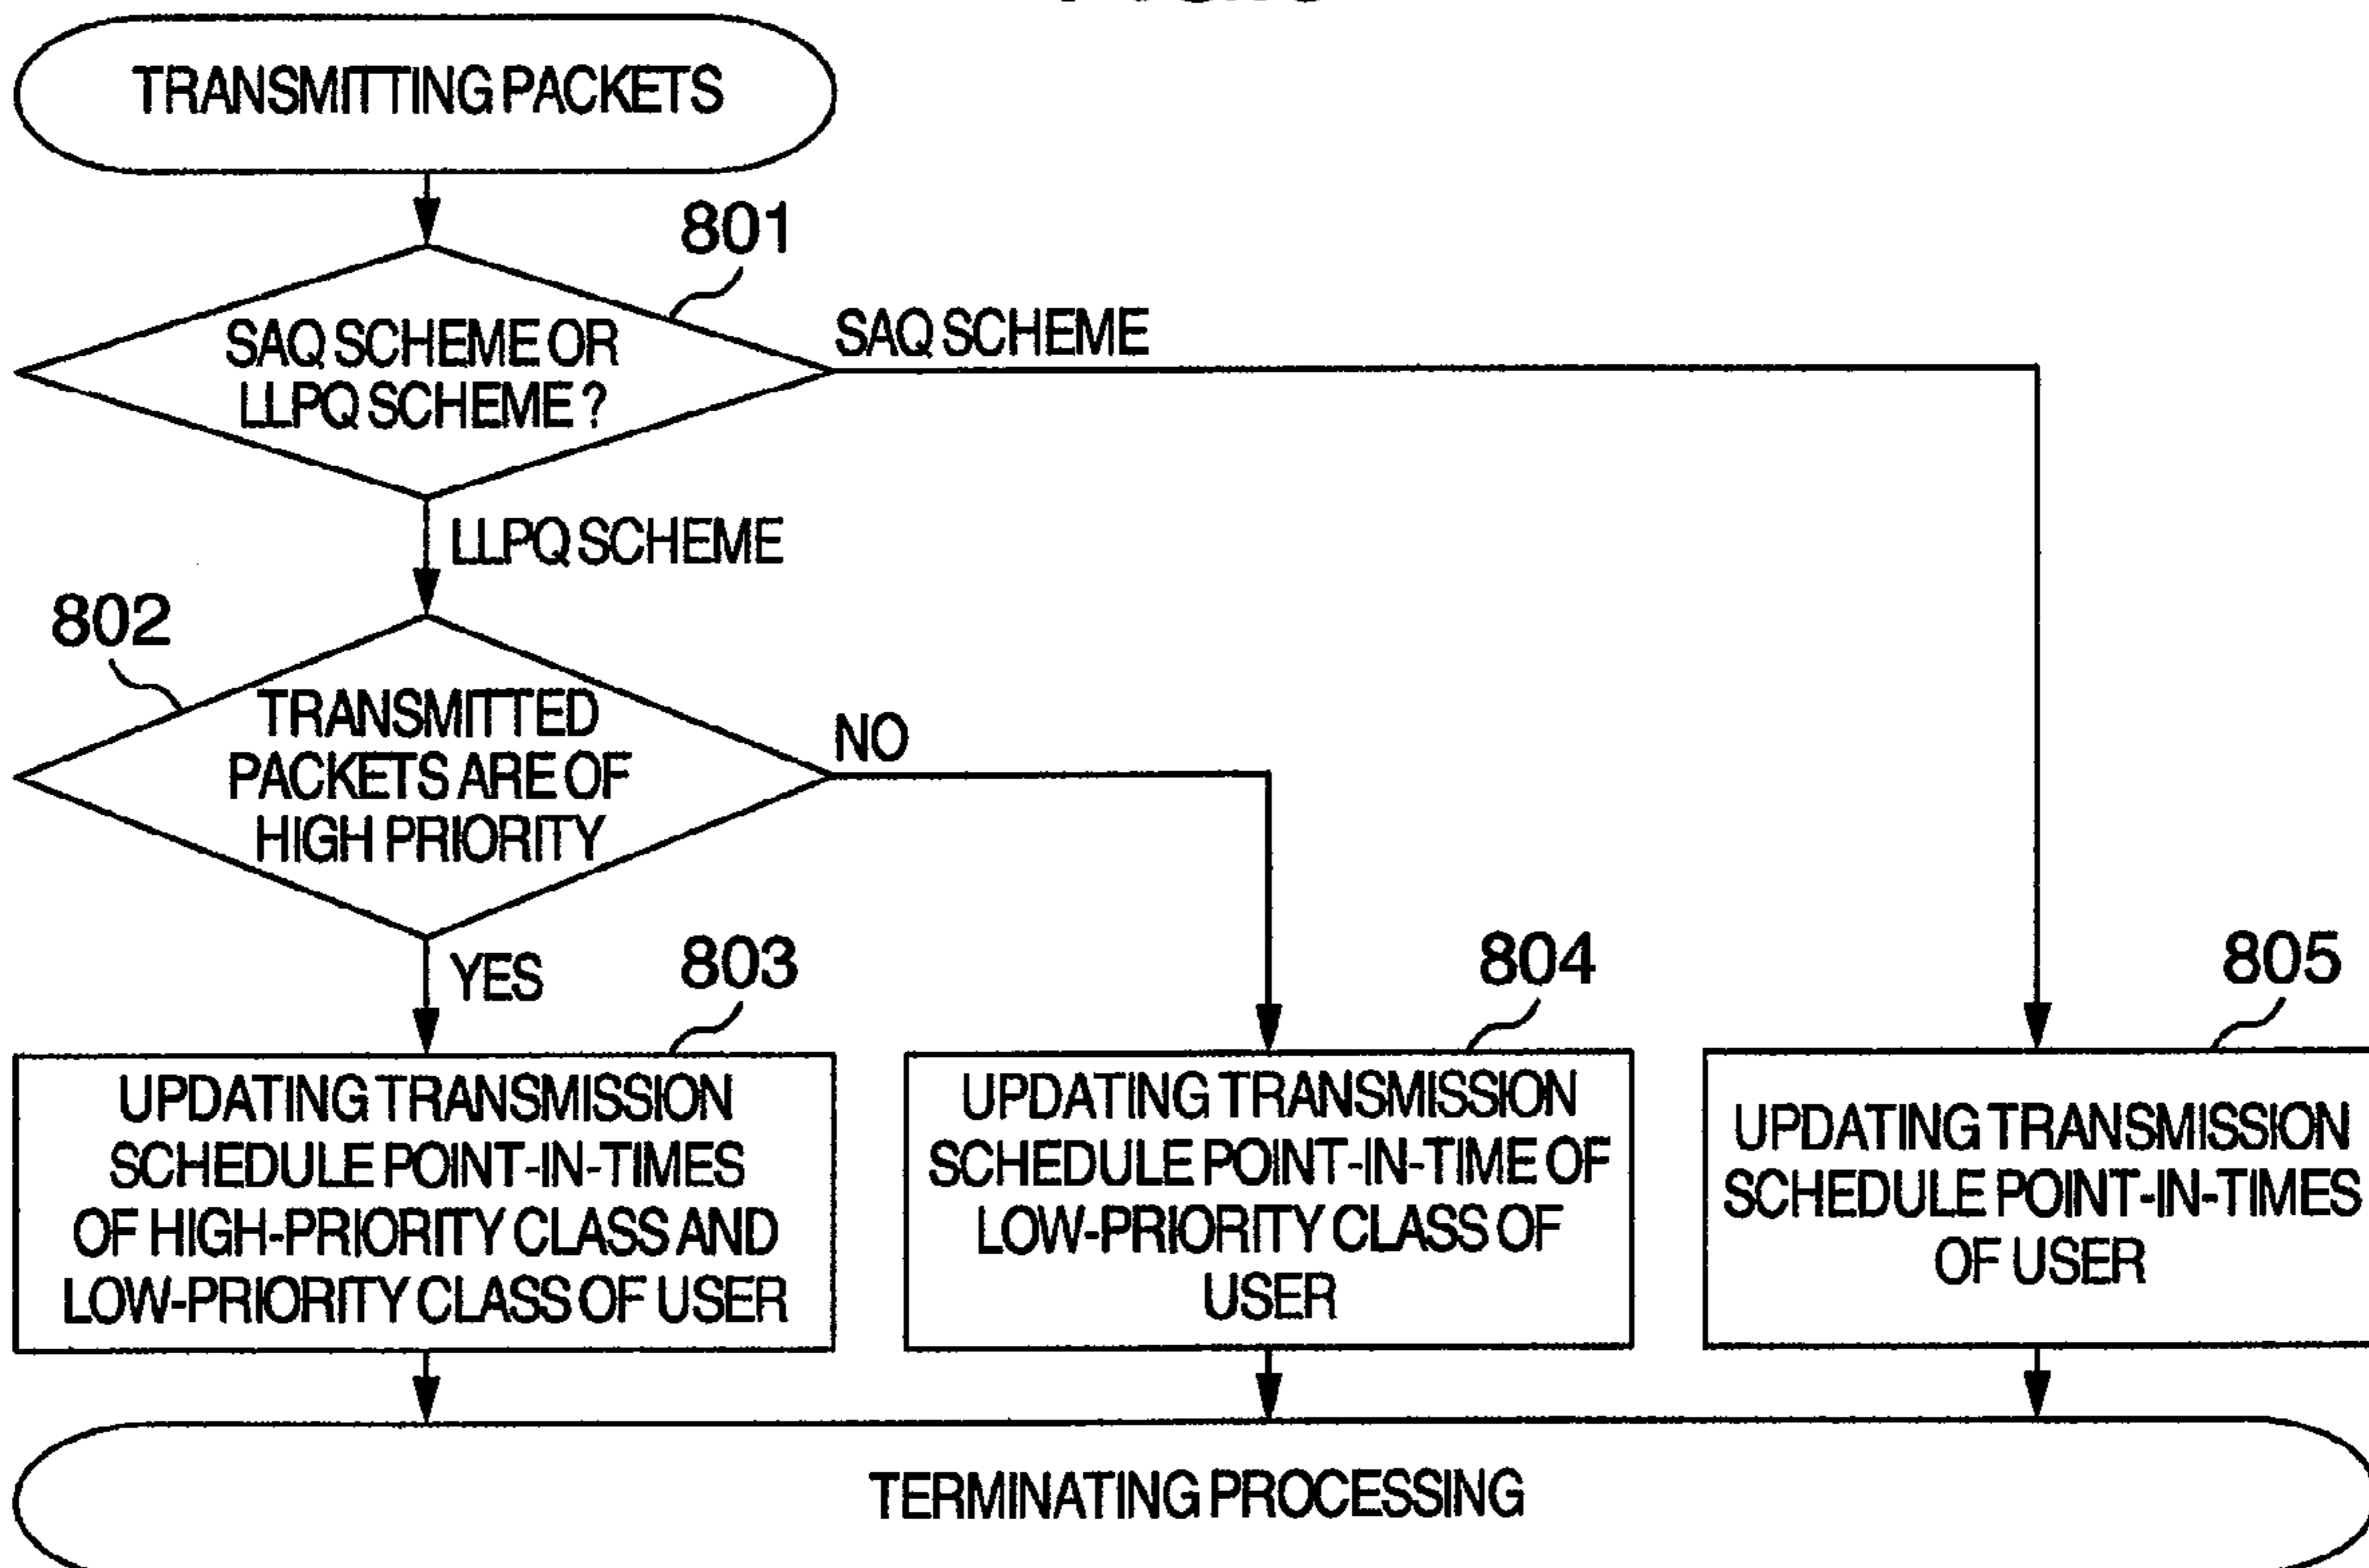 TRANSMITTING PACKETS
801
SAQ SCHEME OR
LLPQ SCHEME ?
SAQ SCHEME
LLPQ SCHEME
802
TRANSMITTED
PACKETS ARE OF
HIGH PRIORITY
NO
YES
803
804
805
UPDATING TRANSMISSION
SCHEDULE POINT-IN-TIMES
OF HIGH-PRIORITY CLASS AND
LOW-PRIORITY CLASS OF USER
UPDATING TRANSMISSION
SCHEDULE POINT-IN-TIME OF
LOW-PRIORITY CLASS OF
USER
UPDATING TRANSMISSION
SCHEDULE POINT-IN-TIMES
OF USER
TERMINATING PROCESSING